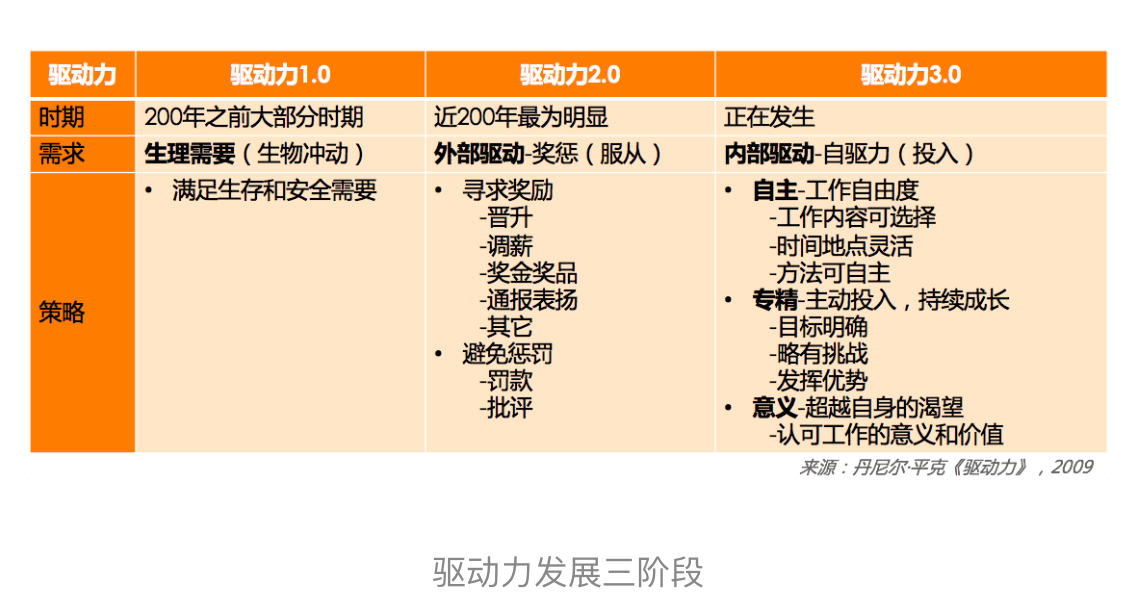 驱动力 驱动力1.0 驱动力2.0 驱动力3.0
时期 200年之前大部分时期 近200年最为明显 正在发生
需求 生理需要（生物冲动） 外部驱动-奖惩（服从） 内部驱动-自驱力（投入）
策略
• 满足生存和安全需要
• 寻求奖励
-晋升
-调薪
-奖金奖品
-通报表扬
-其它
• 避免惩罚
-罚款
-批评
• 自主-工作自由度
-工作内容可选择
-时间地点灵活
-方法可自主
• 专精-主动投入，持续成长
-目标明确
-略有挑战
-发挥优势
• 意义-超越自身的渴望
-认可工作的意义和价值
来源：丹尼尔·平克《驱动力》，2009
驱动力发展三阶段